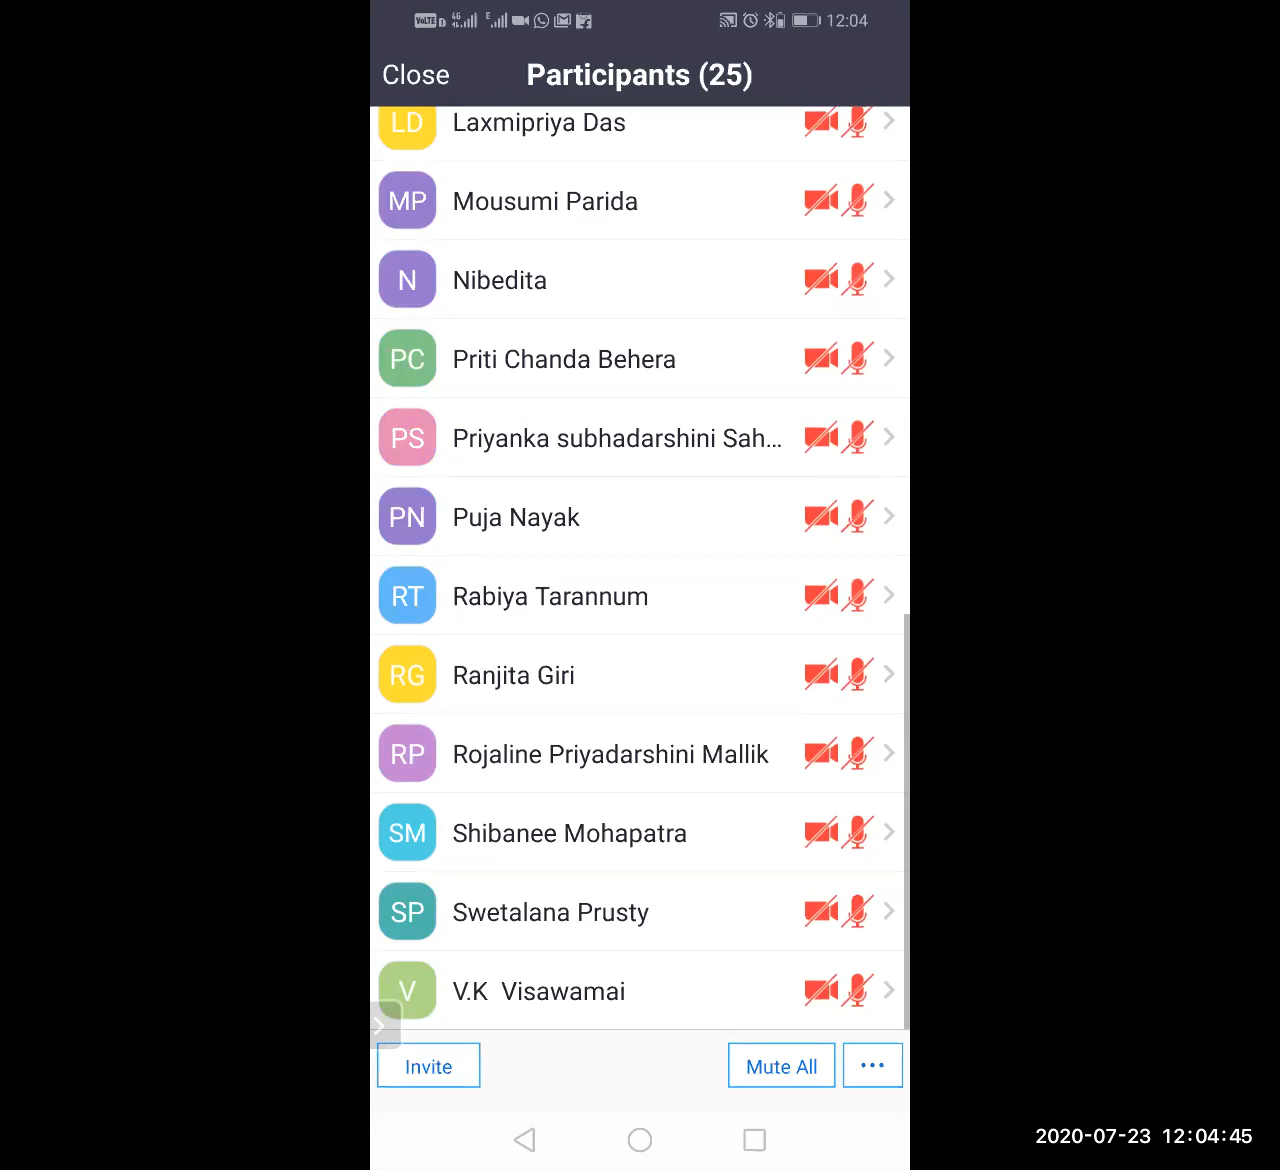 VoLTE D 4G E 12:04
Close Participants (25)
LD Laxmipriya Das
MP Mousumi Parida
N Nibedita
PC Priti Chanda Behera
PS Priyanka subhadarshini Sah...
PN Puja Nayak
RT Rabiya Tarannum
RG Ranjita Giri
RP Rojaline Priyadarshini Mallik
SM Shibanee Mohapatra
SP Swetalana Prusty
V V.K Visawamai
Invite Mute All ...
2020-07-23 12:04:45